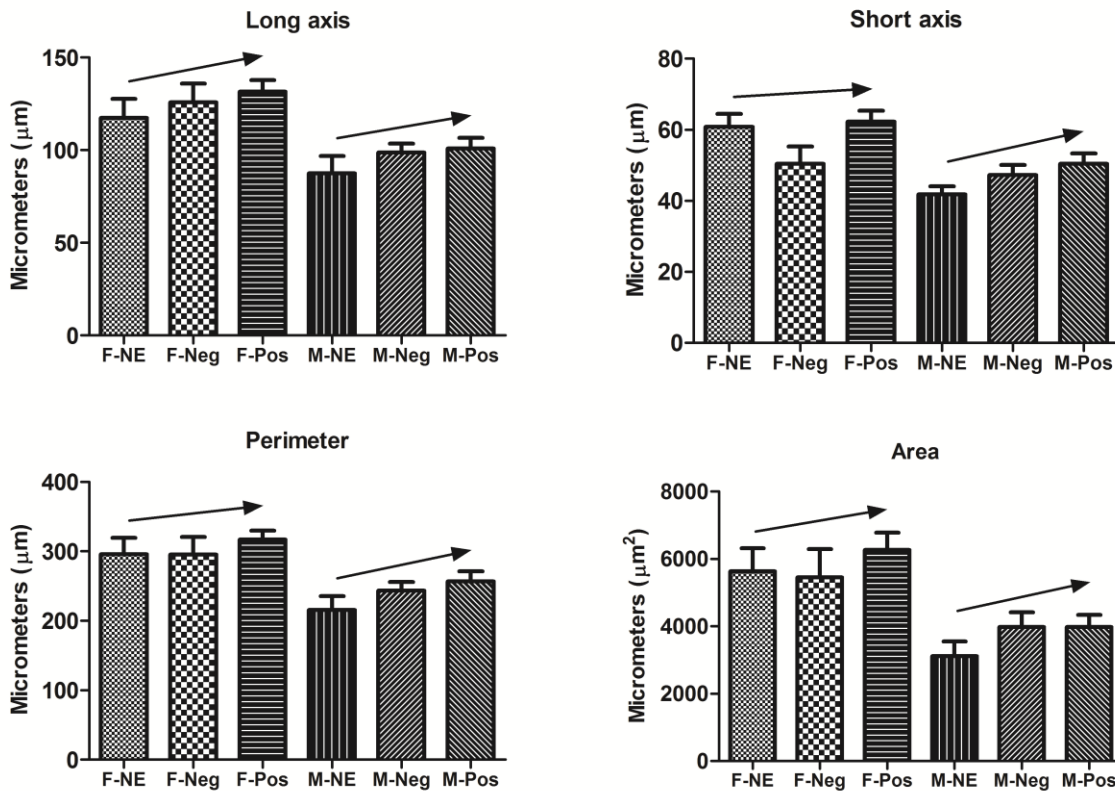 Long axis
Micrometers (μm)
150
100
50
0
F-NE F-Neg F-Pos M-NE M-Neg M-Pos
Short axis
Micrometers (μm)
80
60
40
20
0
F-NE F-Neg F-Pos M-NE M-Neg M-Pos
Perimeter
Micrometers (μm)
400
300
200
100
0
F-NE F-Neg F-Pos M-NE M-Neg M-Pos
Area
Micrometers (μm²)
8000
6000
4000
2000
0
F-NE F-Neg F-Pos M-NE M-Neg M-Pos